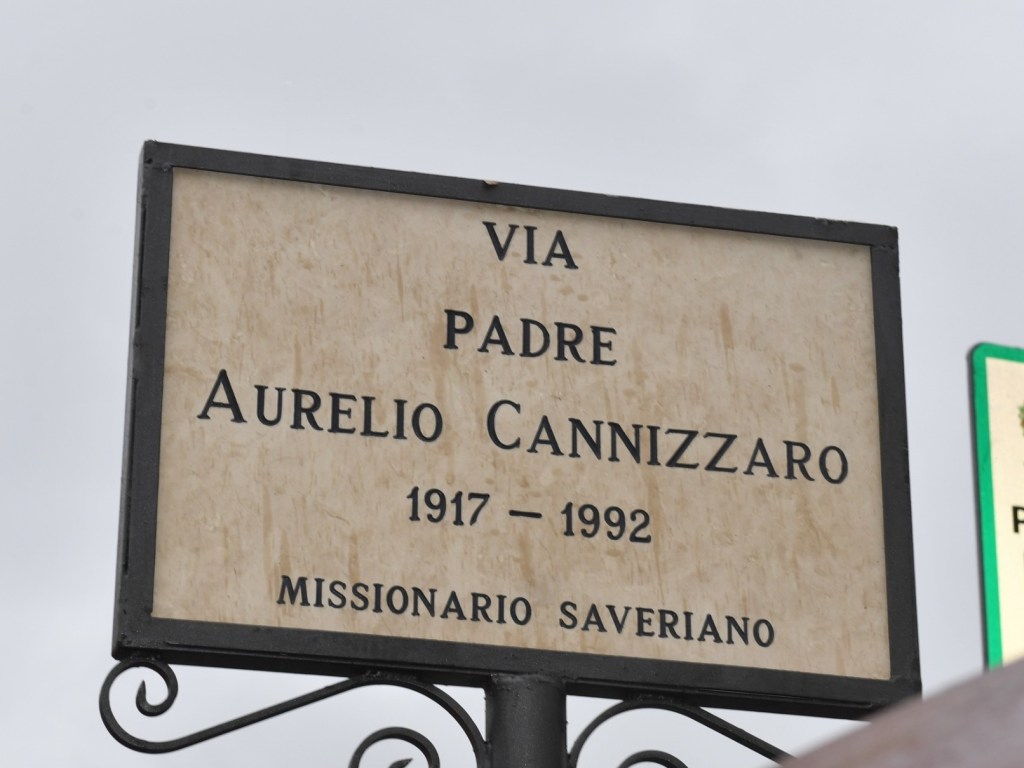 VIA
PADRE
AURELIO CANNIZZARO
1917 – 1992
MISSIONARIO SAVERIANO